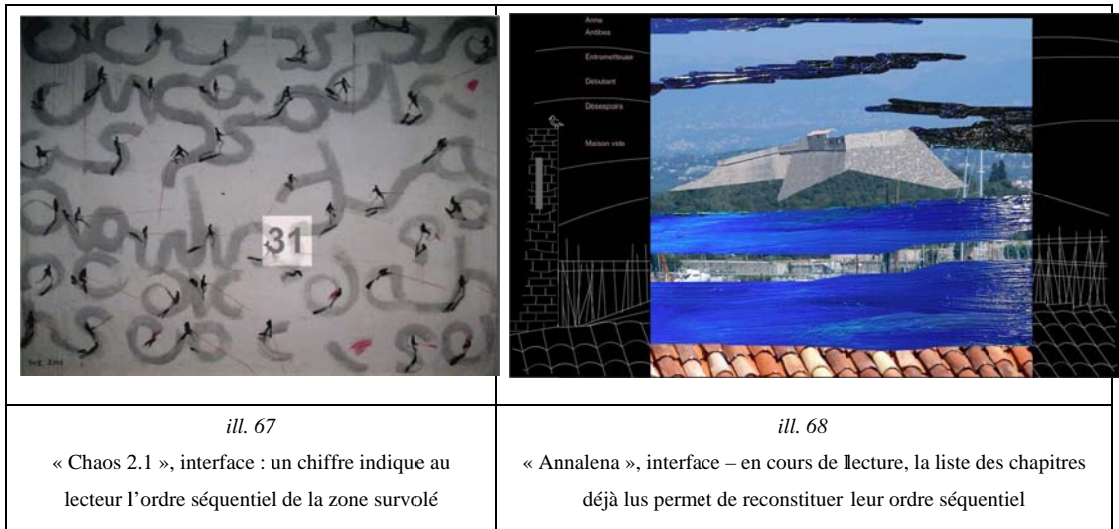 31
Anna
Antibes
Entrometteuse
Débutant
Désespoirs
Maison vide
ill. 67
« Chaos 2.1 », interface : un chiffre indique au
lecteur l’ordre séquentiel de la zone survolé
ill. 68
« Annalena », interface – en cours de lecture, la liste des chapitres
déjà lus permet de reconstituer leur ordre séquentiel